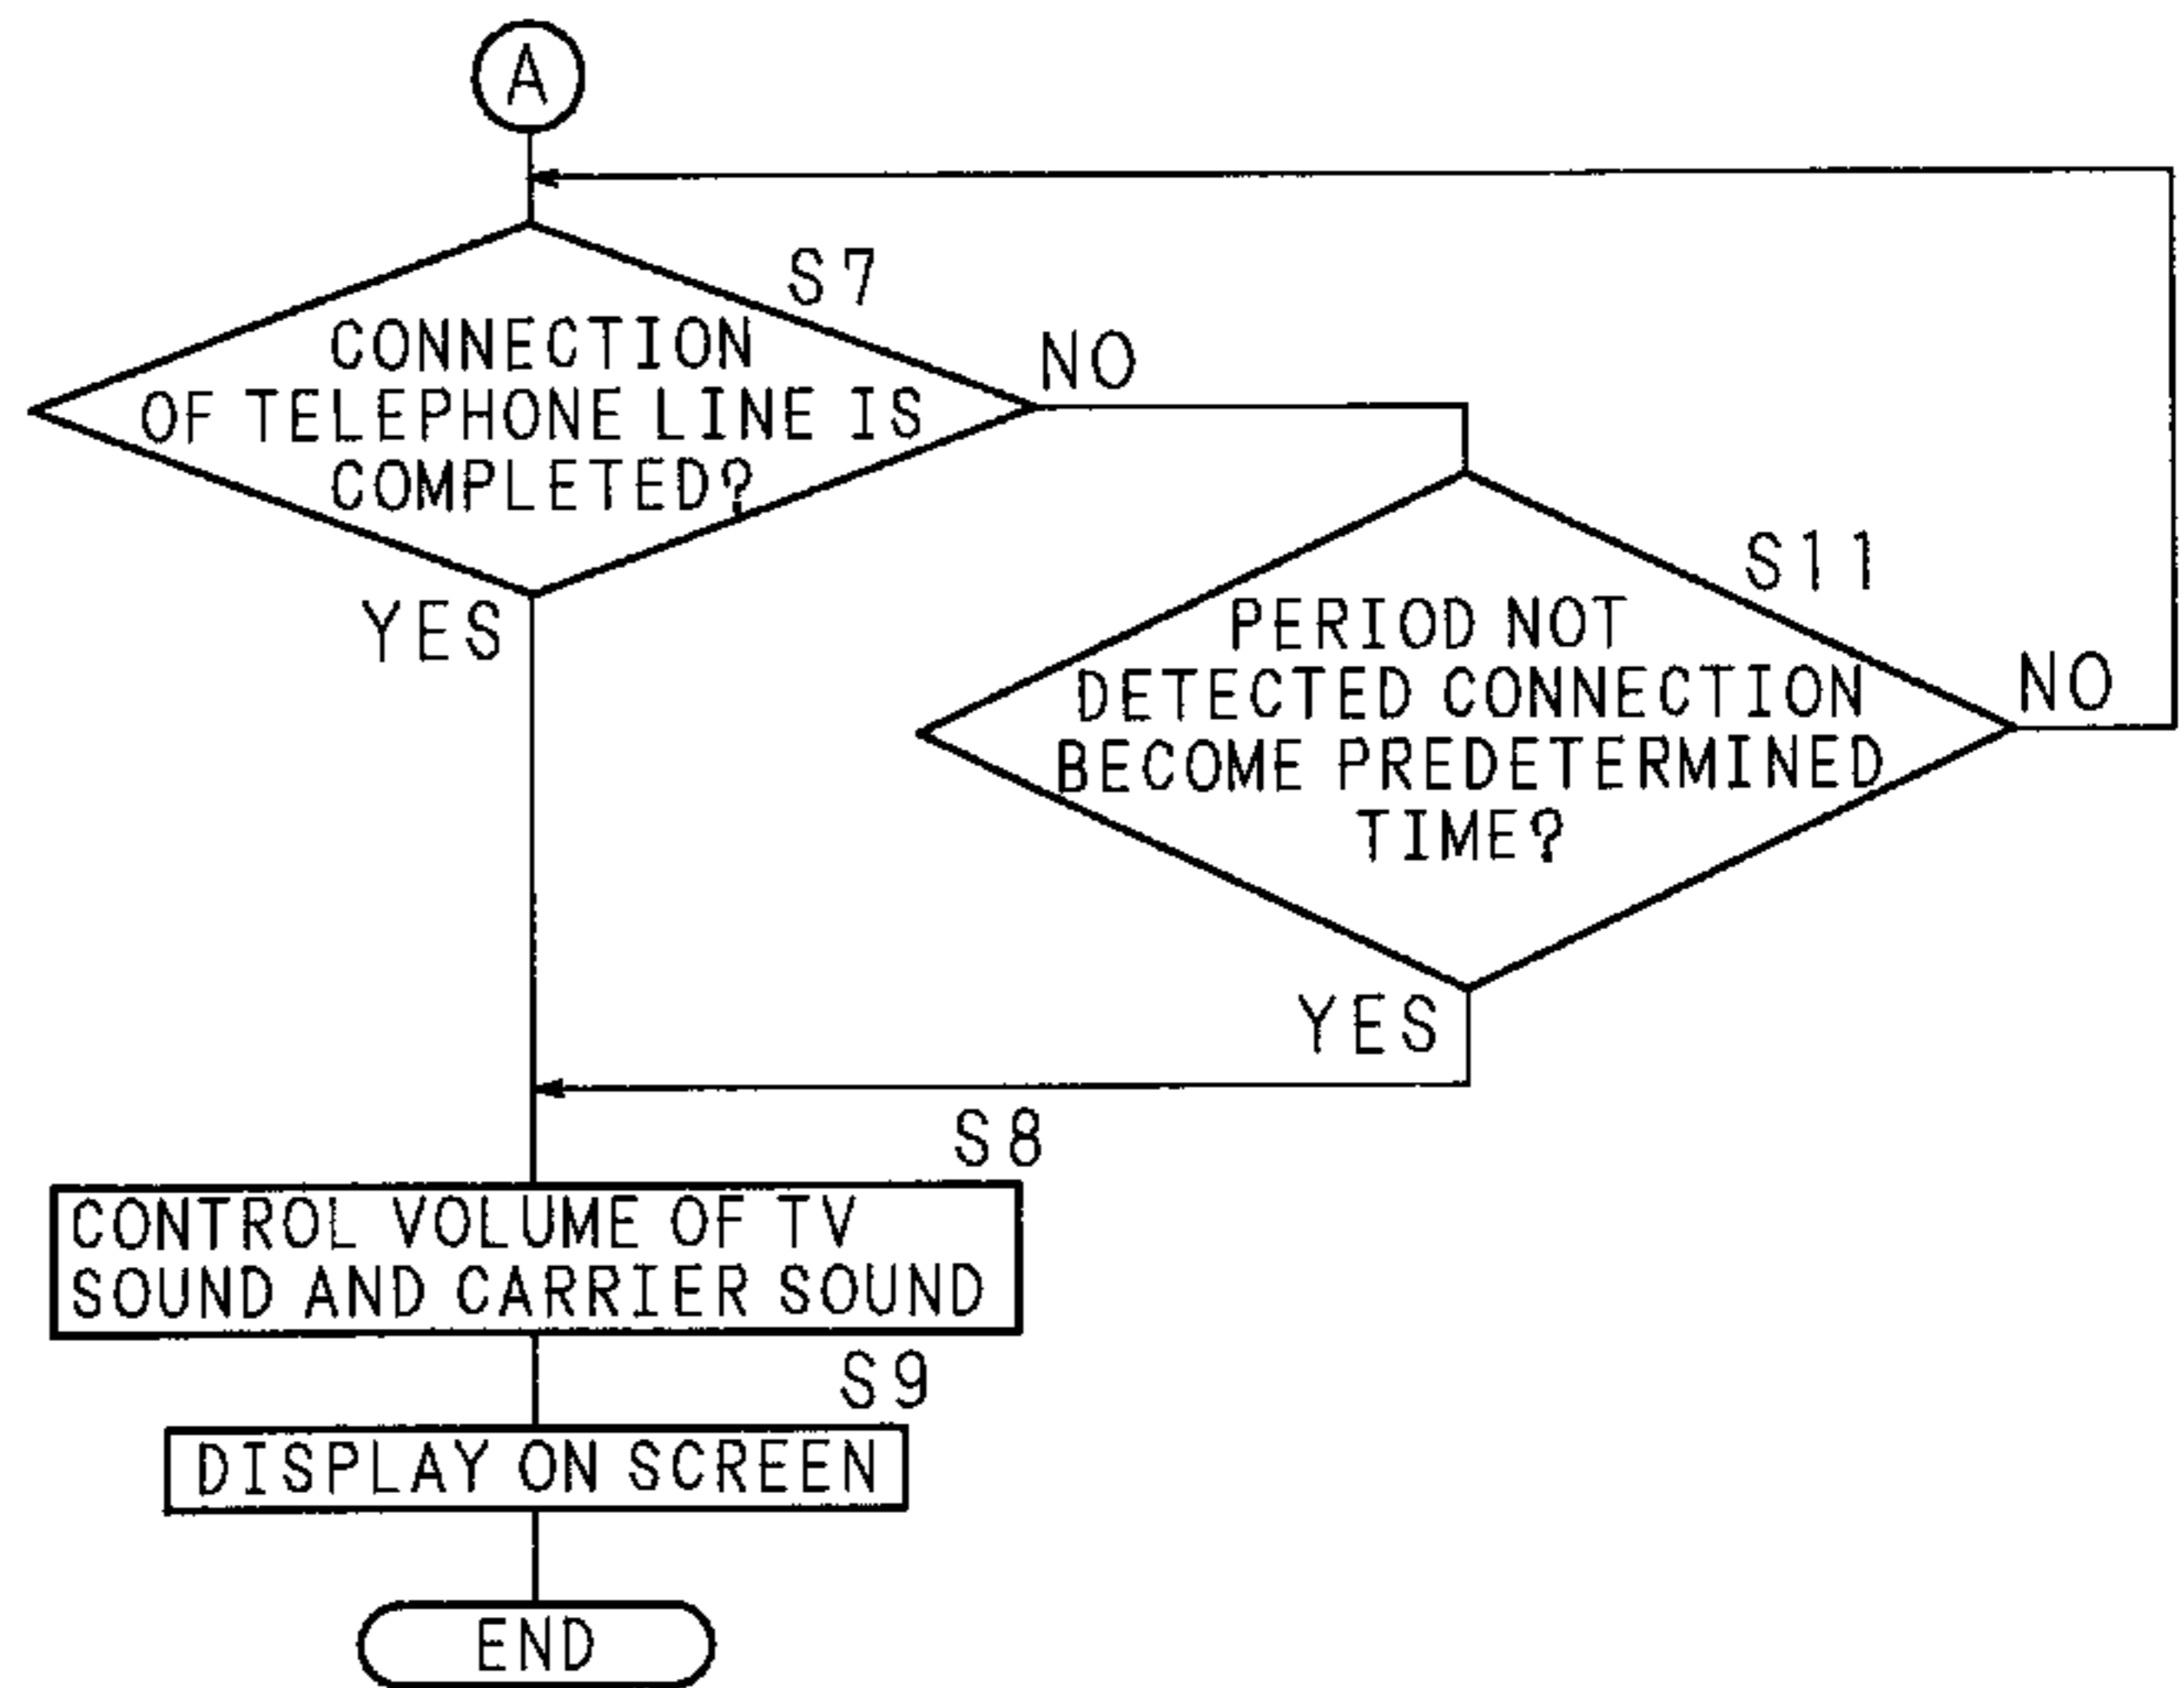 A
S7
CONNECTION
OF TELEPHONE LINE IS
COMPLETED?
NO
YES
S11
PERIOD NOT
DETECTED CONNECTION
BECOME PREDETERMINED
TIME?
NO
YES
S8
CONTROL VOLUME OF TV
SOUND AND CARRIER SOUND
S9
DISPLAY ON SCREEN
END